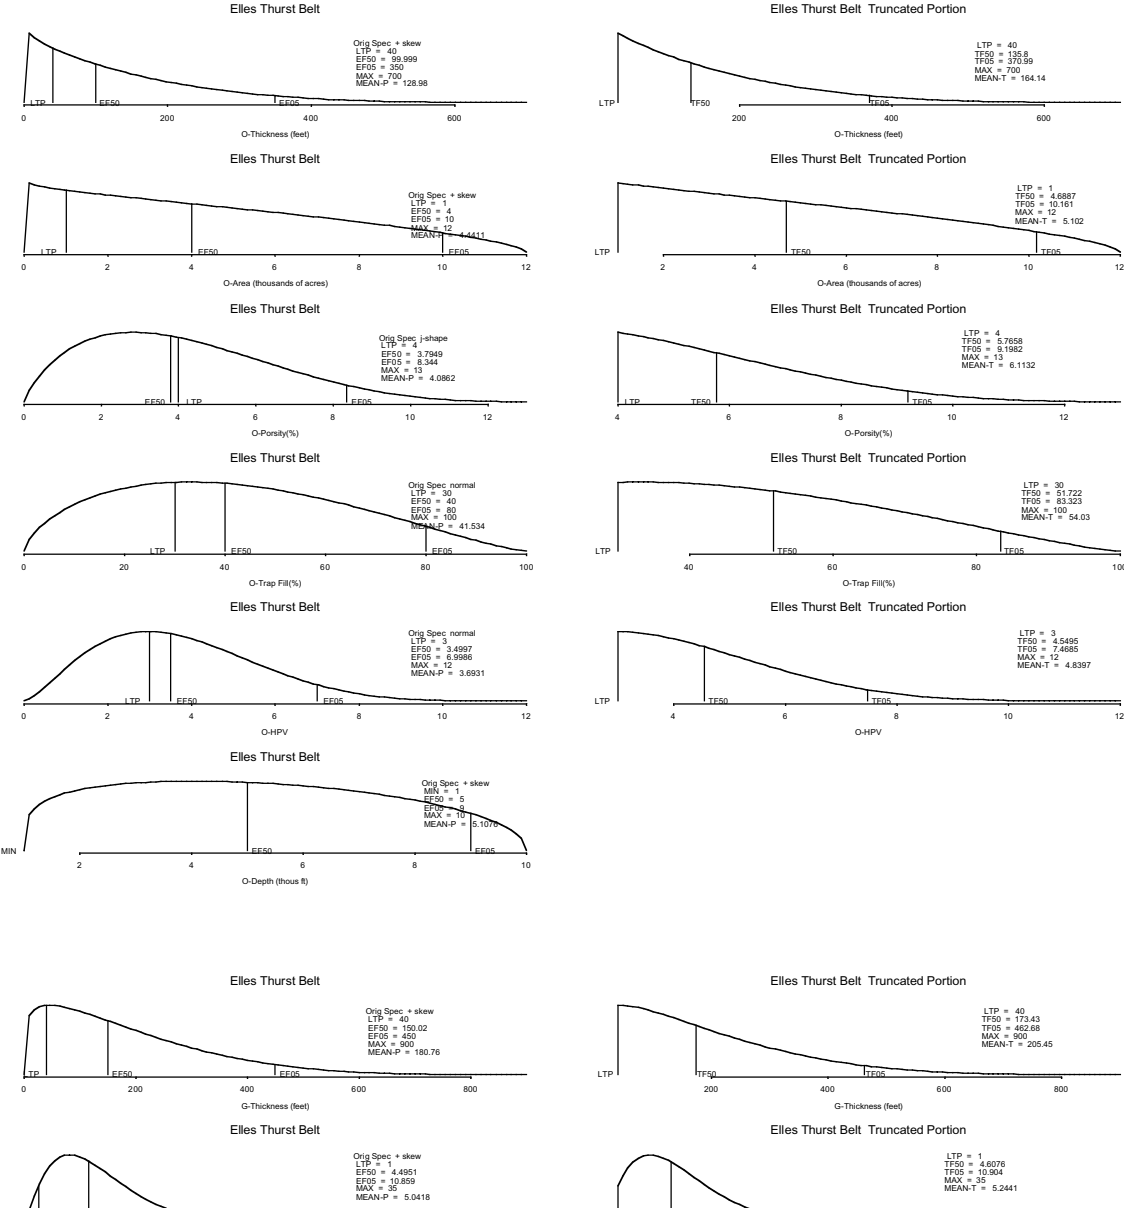 Elles Thurst Belt
Orig Spec + skew
LTP = 40
EF50 = 99.999
EF05 = 350
MAX = 700
MEAN-P = 128.98
LTP EF50 EF05
0 200 400 600
O-Thickness (feet)
Elles Thurst Belt Truncated Portion
LTP = 40
TF50 = 135.8
TF05 = 370.99
MAX = 700
MEAN-T = 164.14
LTP TF50 TF05
200 400 600
O-Thickness (feet)
Elles Thurst Belt
Orig Spec + skew
LTP = 1
EF50 = 4
EF05 = 10
MAX = 12
MEAN-P = 4.4411
LTP EF50 EF05
0 2 4 6 8 10 12
O-Area (thousands of acres)
Elles Thurst Belt Truncated Portion
LTP = 1
TF50 = 4.6887
TF05 = 10.161
MAX = 12
MEAN-T = 5.102
LTP TF50 TF05
2 4 6 8 10 12
O-Area (thousands of acres)
Elles Thurst Belt
Orig Spec j-shape
LTP = 4
EF50 = 3.7949
EF05 = 8.344
MAX = 13
MEAN-P = 4.0862
EF50 LTP EF05
0 2 4 6 8 10 12
O-Porsity(%)
Elles Thurst Belt Truncated Portion
LTP = 4
TF50 = 5.7658
TF05 = 9.1982
MAX = 13
MEAN-T = 6.1132
LTP TF50 TF05
4 6 8 10 12
O-Porsity(%)
Elles Thurst Belt
Orig Spec normal
LTP = 30
EF50 = 40
EF05 = 80
MAX = 100
MEAN-P = 41.534
LTP EF50 EF05
0 20 40 60 80 100
O-Trap Fill(%)
Elles Thurst Belt Truncated Portion
LTP = 30
TF50 = 51.722
TF05 = 83.323
MAX = 100
MEAN-T = 54.03
LTP TF50 TF05
40 60 80 100
O-Trap Fill(%)
Elles Thurst Belt
Orig Spec normal
LTP = 3
EF50 = 3.4997
EF05 = 6.9986
MAX = 12
MEAN-P = 3.6931
LTP EF50 EF05
0 2 4 6 8 10 12
O-HPV
Elles Thurst Belt Truncated Portion
LTP = 3
TF50 = 4.5495
TF05 = 7.4685
MAX = 12
MEAN-T = 4.8397
LTP TF50 TF05
4 6 8 10 12
O-HPV
Elles Thurst Belt
Orig Spec + skew
MIN = 1
EF50 = 5
EF05 = 9
MAX = 10
MEAN-P = 5.1076
MIN EF50 EF05
2 4 6 8 10
O-Depth (thous ft)
Elles Thurst Belt
Orig Spec + skew
LTP = 40
EF50 = 150.02
EF05 = 450
MAX = 900
MEAN-P = 180.76
TP EF50 EF05
0 200 400 600 800
G-Thickness (feet)
Elles Thurst Belt Truncated Portion
LTP = 40
TF50 = 173.43
TF05 = 462.68
MAX = 900
MEAN-T = 205.45
LTP TF50 TF05
200 400 600 800
G-Thickness (feet)
Elles Thurst Belt
Orig Spec + skew
LTP = 1
EF50 = 4.4951
EF05 = 10.859
MAX = 35
MEAN-P = 5.0418
Elles Thurst Belt Truncated Portion
LTP = 1
TF50 = 4.6076
TF05 = 10.904
MAX = 35
MEAN-T = 5.2441